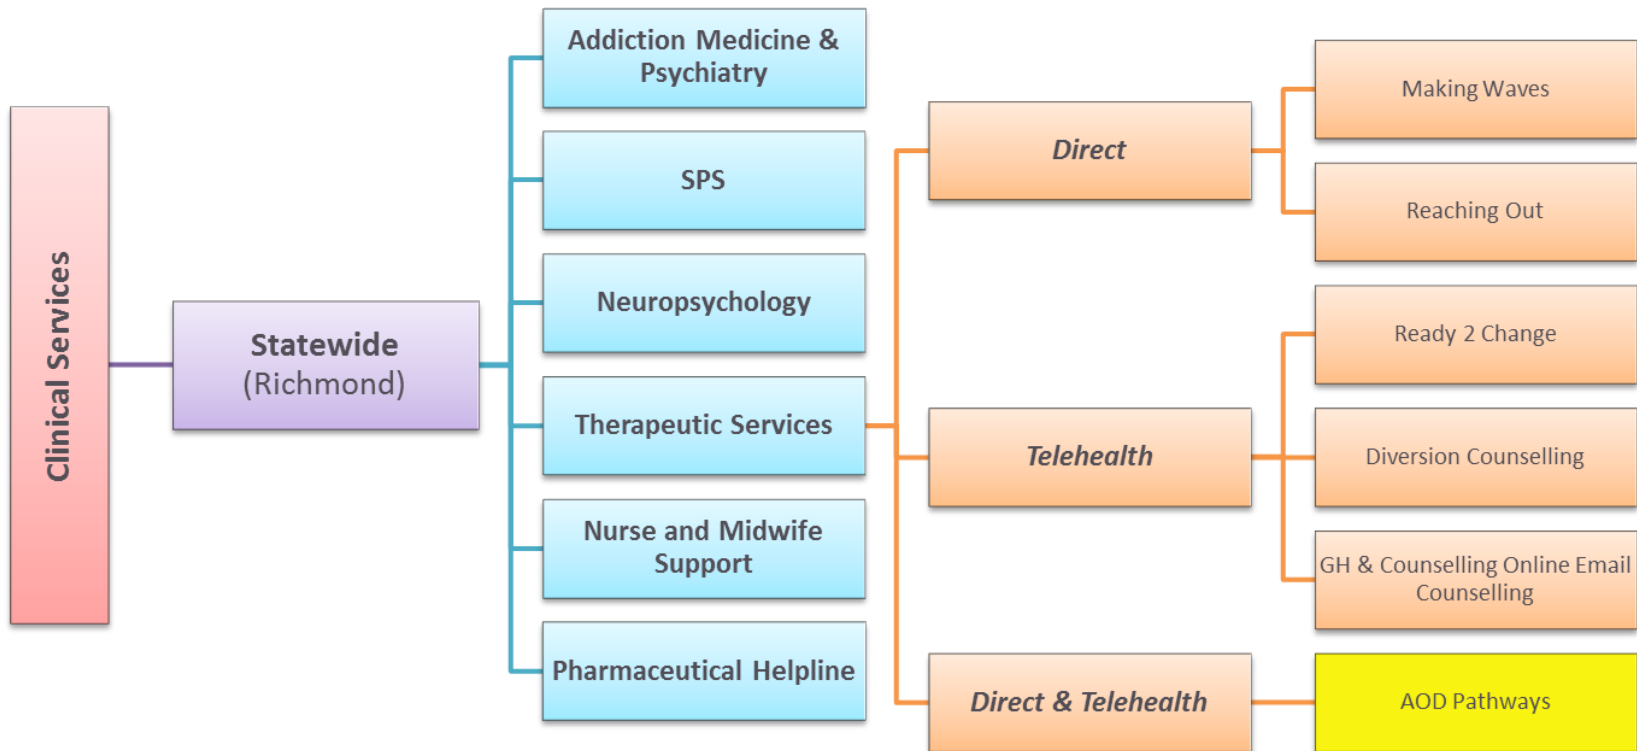 Clinical Services
Statewide
(Richmond)
Addiction Medicine &
Psychiatry
SPS
Neuropsychology
Therapeutic Services
Nurse and Midwife
Support
Pharmaceutical Helpline
Direct
Telehealth
Direct & Telehealth
Making Waves
Reaching Out
Ready 2 Change
Diversion Counselling
GH & Counselling Online Email
Counselling
AOD Pathways